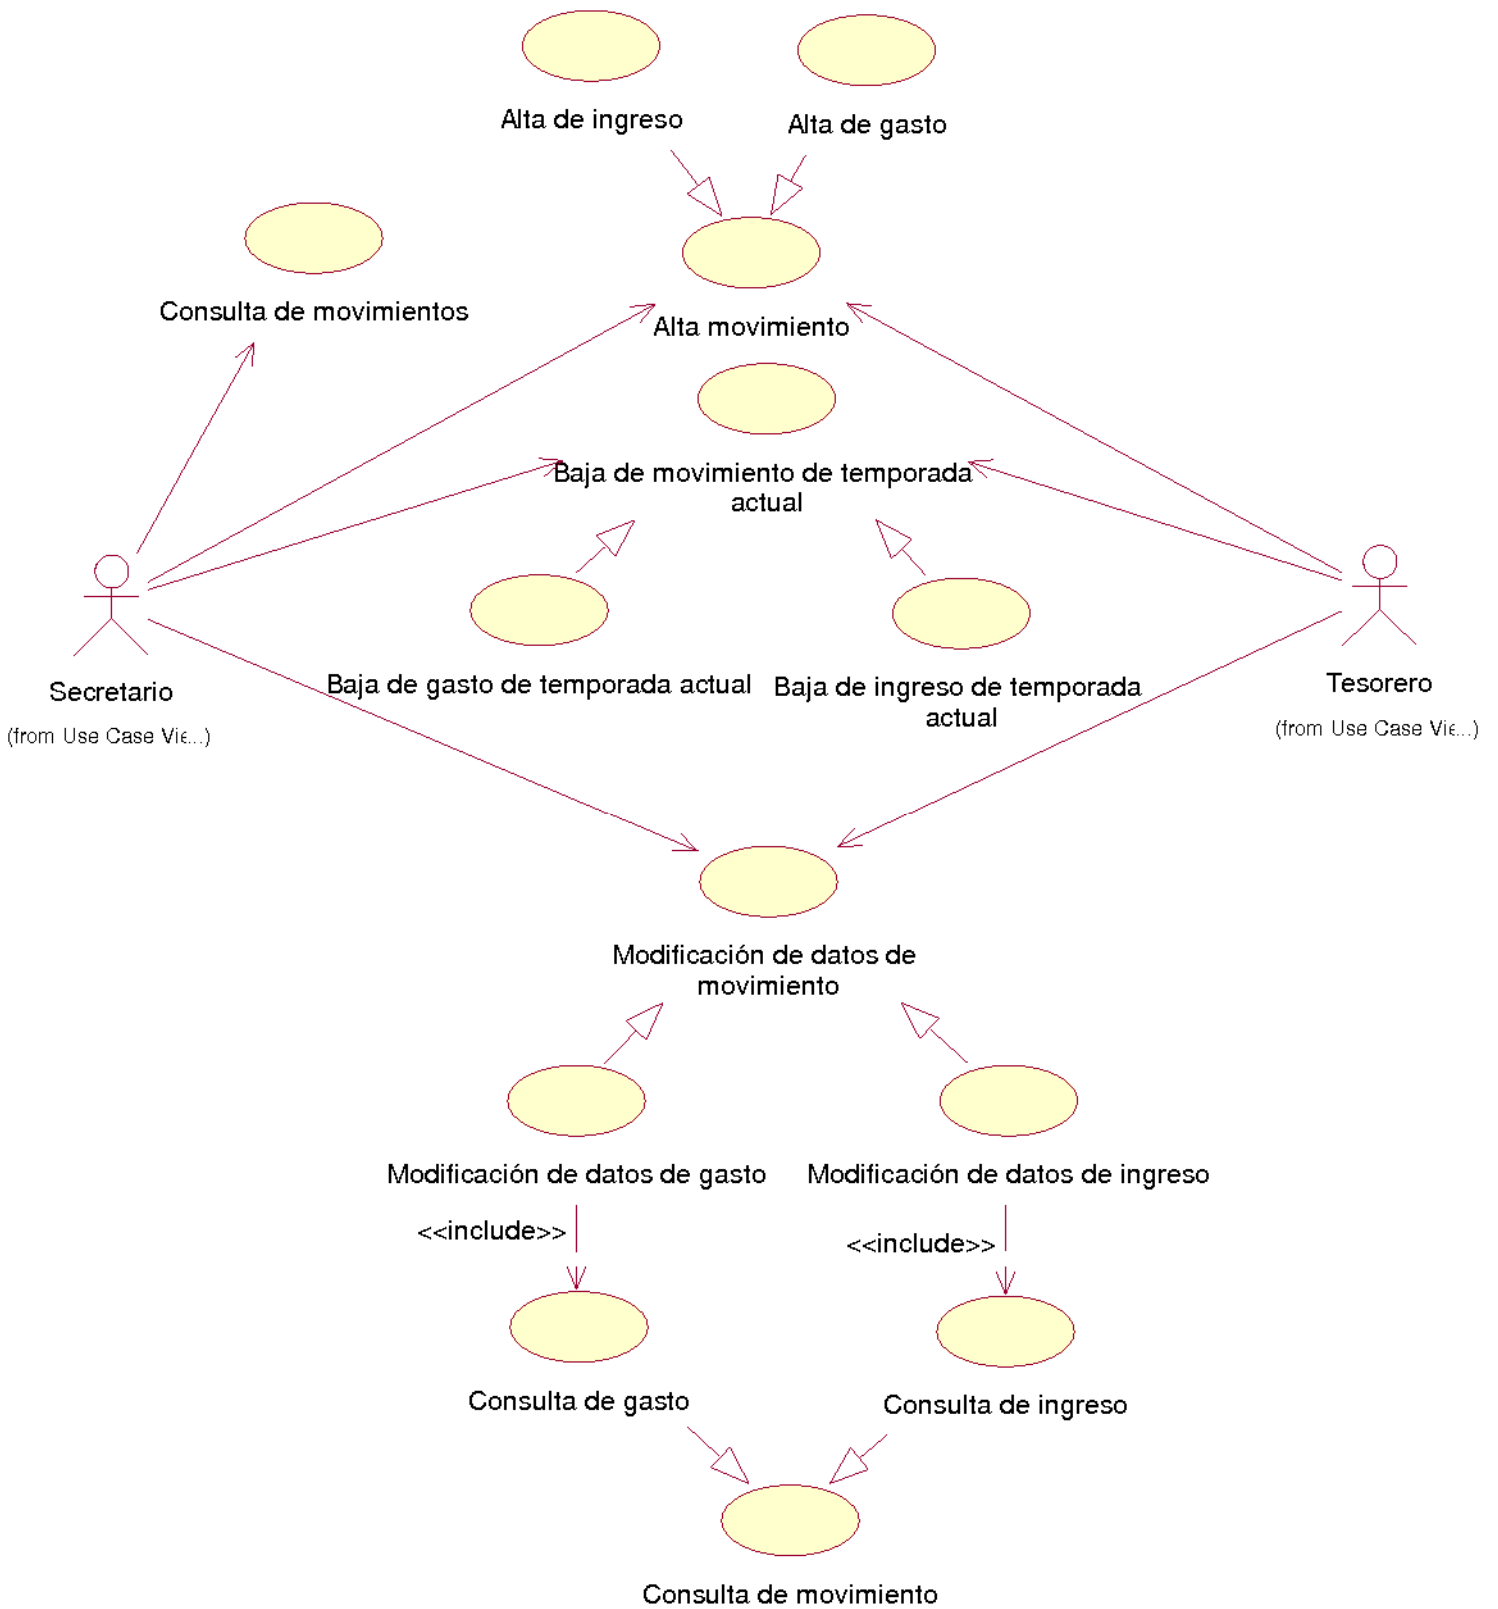 Alta de ingreso
Alta de gasto
Consulta de movimientos
Alta movimiento
Baja de movimiento de temporada
actual
Secretario
(from Use Case Vie...)
Baja de gasto de temporada actual
Baja de ingreso de temporada
actual
Tesorero
(from Use Case Vie...)
Modificación de datos de
movimiento
Modificación de datos de gasto
Modificación de datos de ingreso
<<include>>
<<include>>
Consulta de gasto
Consulta de ingreso
Consulta de movimiento